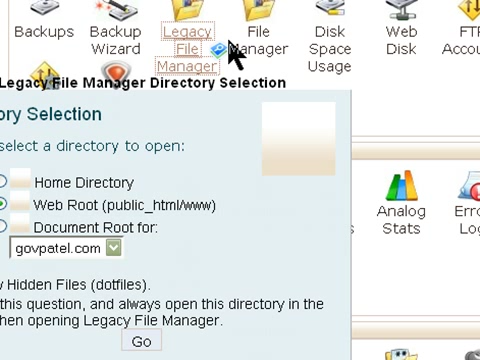 Backups
Backup Wizard
Legacy File Manager
File Manager
Disk Space Usage
Web Disk
FTP
Legacy File Manager Directory Selection
ory Selection
select a directory to open:
Home Directory
Web Root (public_html/www)
Document Root for:
govpatel.com
w Hidden Files (dotfiles).
this question, and always open this directory in the
hen opening Legacy File Manager.
Go
Analog Stats
Erro
Log